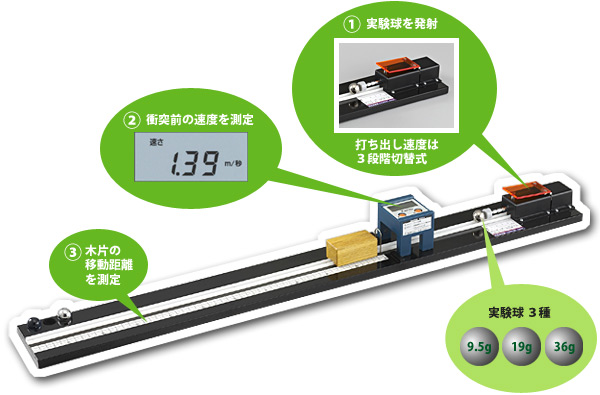 ① 実験球を発射
打ち出し速度は
3段階切替式
② 衝突前の速度を測定
速さ
1.39 m/秒
③ 木片の
移動距離
を測定
実験球 3種
9.5g 19g 36g